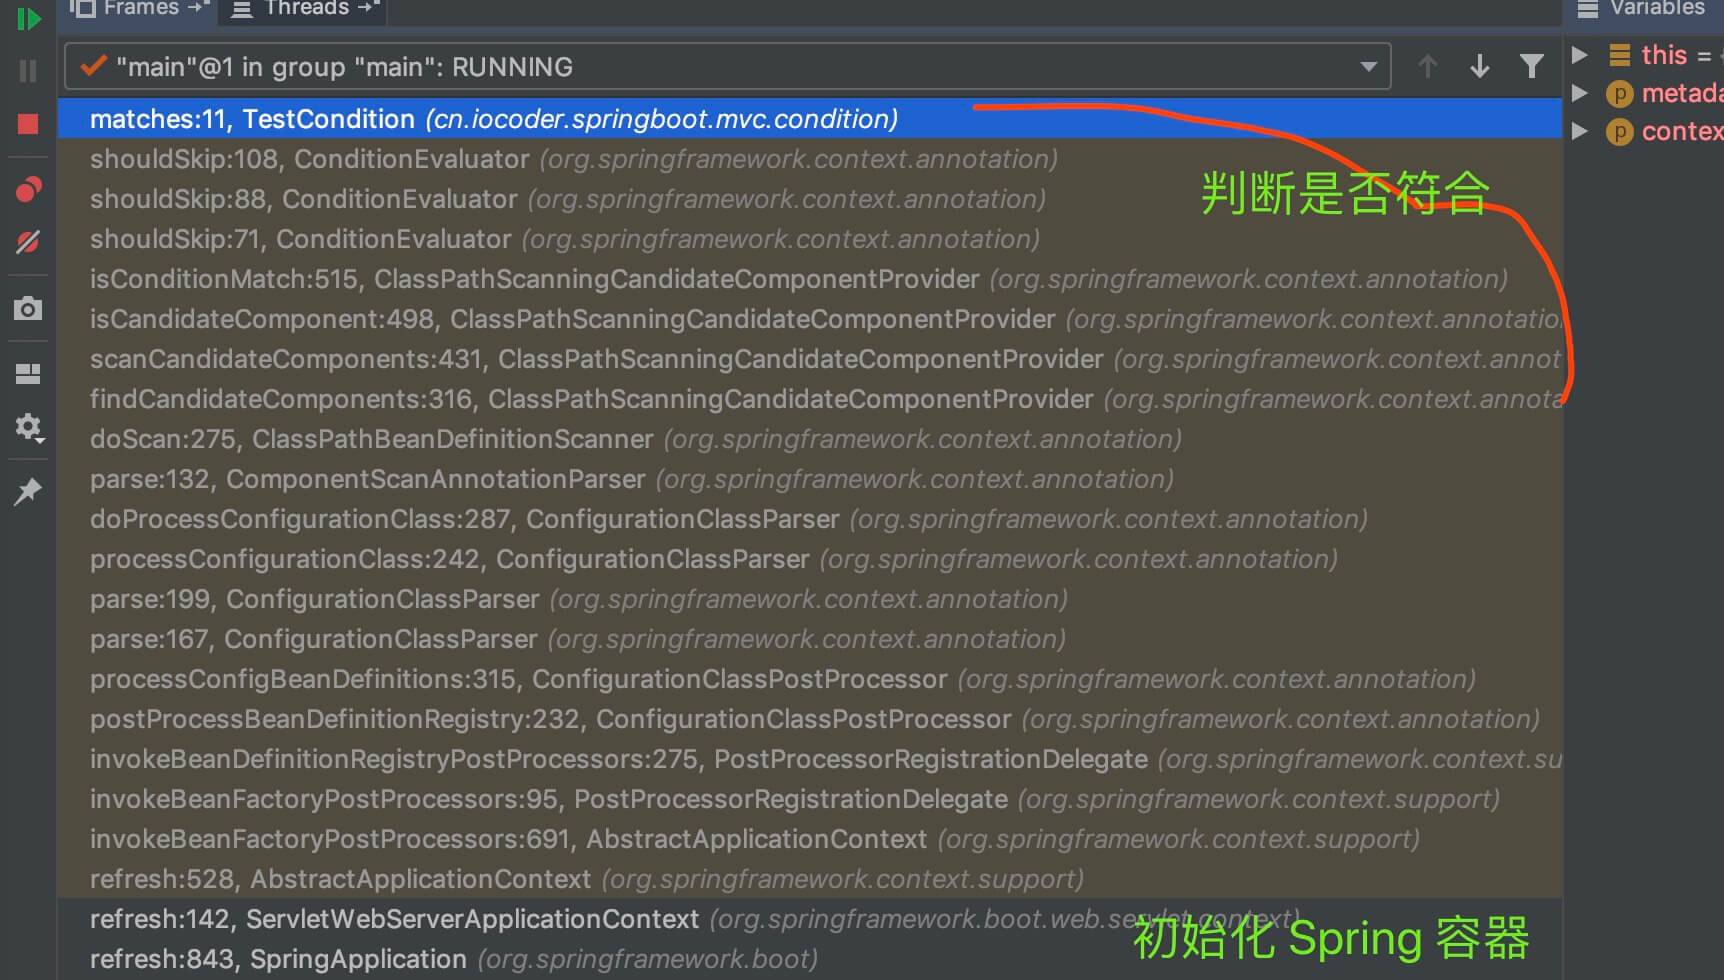 Frames
Threads
Variables
"main"@1 in group "main": RUNNING
this =
metada
contex
matches:11, TestCondition (cn.iocoder.springboot.mvc.condition)
shouldSkip:108, ConditionEvaluator (org.springframework.context.annotation)
判断是否符合
shouldSkip:88, ConditionEvaluator (org.springframework.context.annotation)
shouldSkip:71, ConditionEvaluator (org.springframework.context.annotation)
isConditionMatch:515, ClassPathScanningCandidateComponentProvider (org.springframework.context.annotation)
isCandidateComponent:498, ClassPathScanningCandidateComponentProvider (org.springframework.context.annotatio
scanCandidateComponents:431, ClassPathScanningCandidateComponentProvider (org.springframework.context.annot
findCandidateComponents:316, ClassPathScanningCandidateComponentProvider (org.springframework.context.annota
doScan:275, ClassPathBeanDefinitionScanner (org.springframework.context.annotation)
parse:132, ComponentScanAnnotationParser (org.springframework.context.annotation)
doProcessConfigurationClass:287, ConfigurationClassParser (org.springframework.context.annotation)
processConfigurationClass:242, ConfigurationClassParser (org.springframework.context.annotation)
parse:199, ConfigurationClassParser (org.springframework.context.annotation)
parse:167, ConfigurationClassParser (org.springframework.context.annotation)
processConfigBeanDefinitions:315, ConfigurationClassPostProcessor (org.springframework.context.annotation)
postProcessBeanDefinitionRegistry:232, ConfigurationClassPostProcessor (org.springframework.context.annotation)
invokeBeanDefinitionRegistryPostProcessors:275, PostProcessorRegistrationDelegate (org.springframework.context.su
invokeBeanFactoryPostProcessors:95, PostProcessorRegistrationDelegate (org.springframework.context.support)
invokeBeanFactoryPostProcessors:691, AbstractApplicationContext (org.springframework.context.support)
refresh:528, AbstractApplicationContext (org.springframework.context.support)
refresh:142, ServletWebServerApplicationContext (org.springframework.boot.web.servlet.context)
初始化 Spring 容器
refresh:843, SpringApplication (org.springframework.boot)